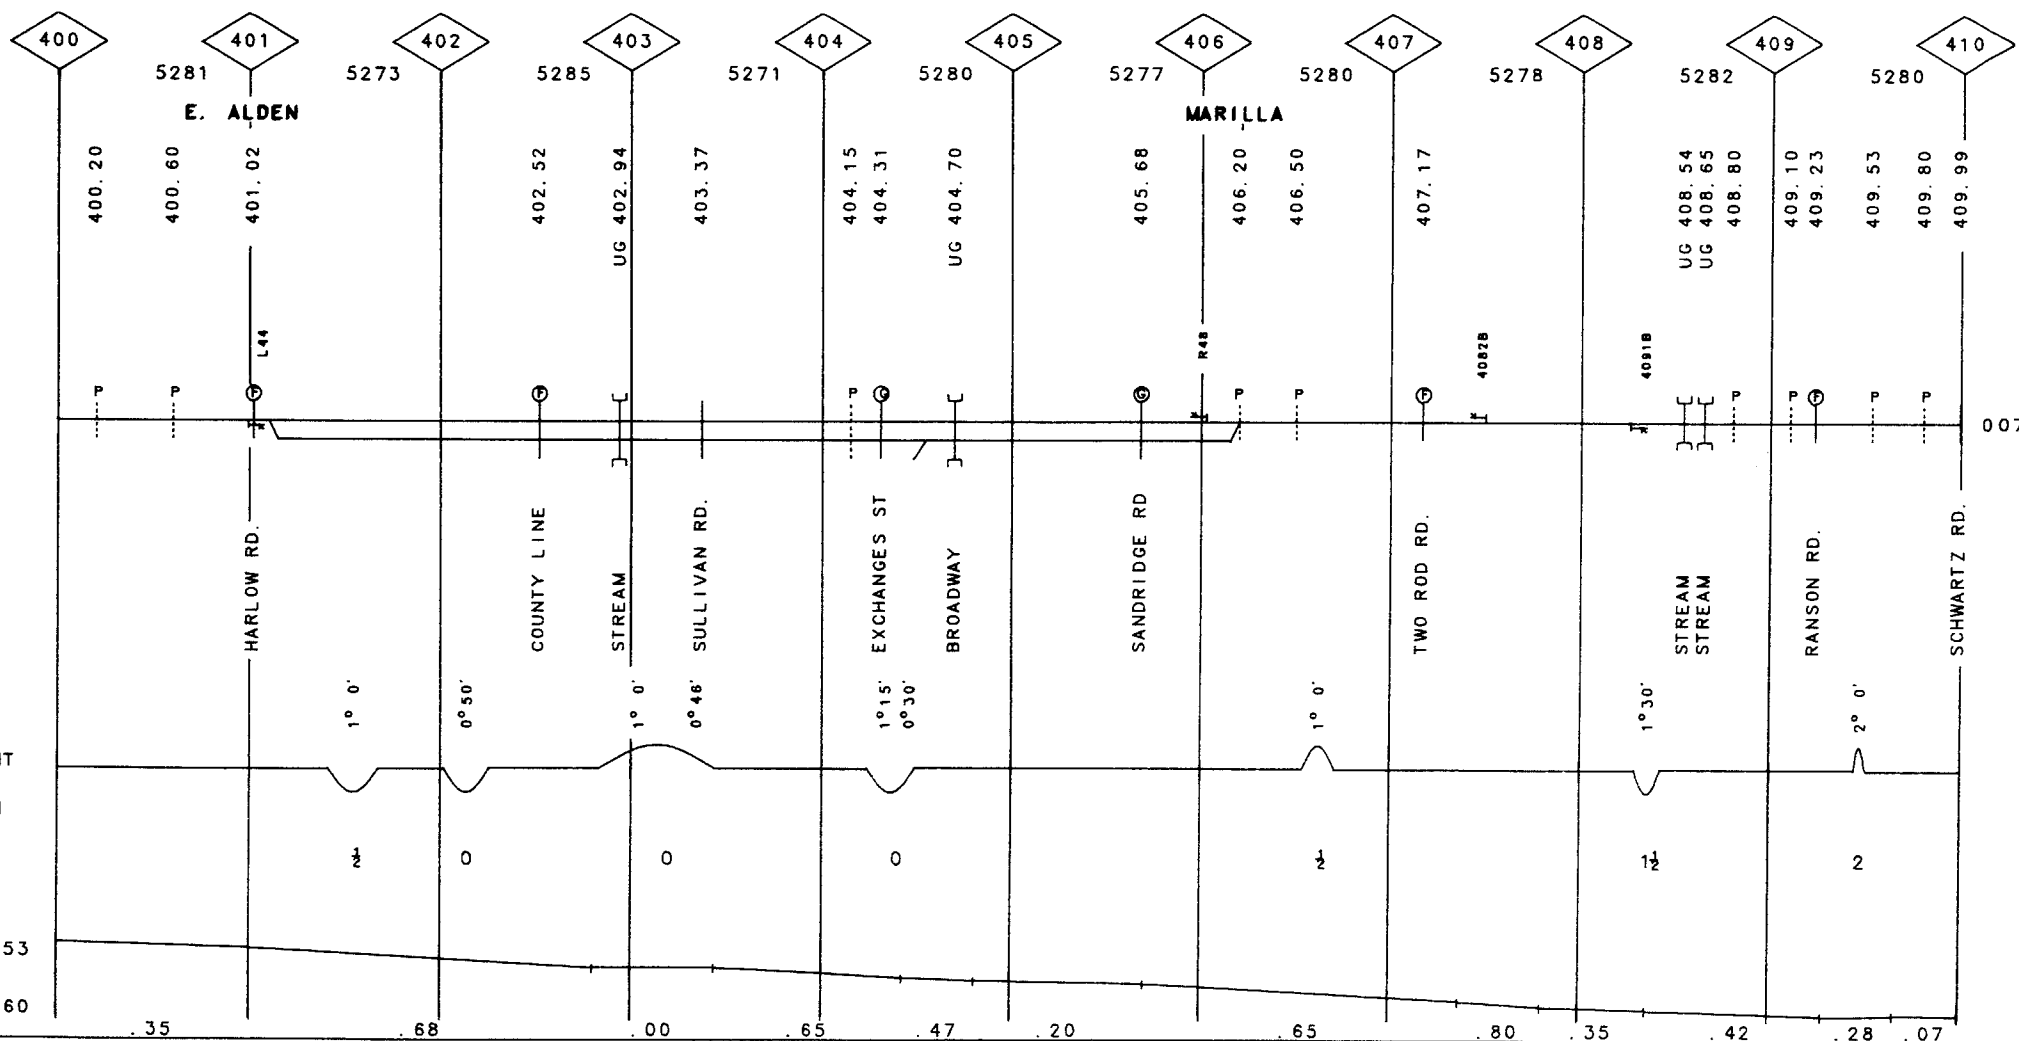 400 401 402 403 404 405 406 407 408 409 410
5281 5273 5285 5271 5280 5277 5280 5278 5282 5280
E. ALDEN MARILLA
400.20 400.60 401.02 402.52 UG 402.94 403.37 404.15 404.31 UG 404.70 405.68 406.20 406.50 407.17 UG 408.54 UG 408.65 408.80 409.10 409.23 409.53 409.80 409.99
L44 R48 4082B 4091B
P P F F P G G P P F P P F P P
007
HARLOW RD. COUNTY LINE STREAM SULLIVAN RD. EXCHANGES ST BROADWAY SANDRIDGE RD TWO ROD RD. STREAM STREAM RANSON RD. SCHWARTZ RD.
1° 0' 0°50' 1° 0' 0°46' 1°15' 0°30' 1° 0' 1°30' 2° 0'
½ 0 0 0 ½ 1½ 2
53
60
.35 .68 .00 .65 .47 .20 .65 .80 .35 .42 .28 .07